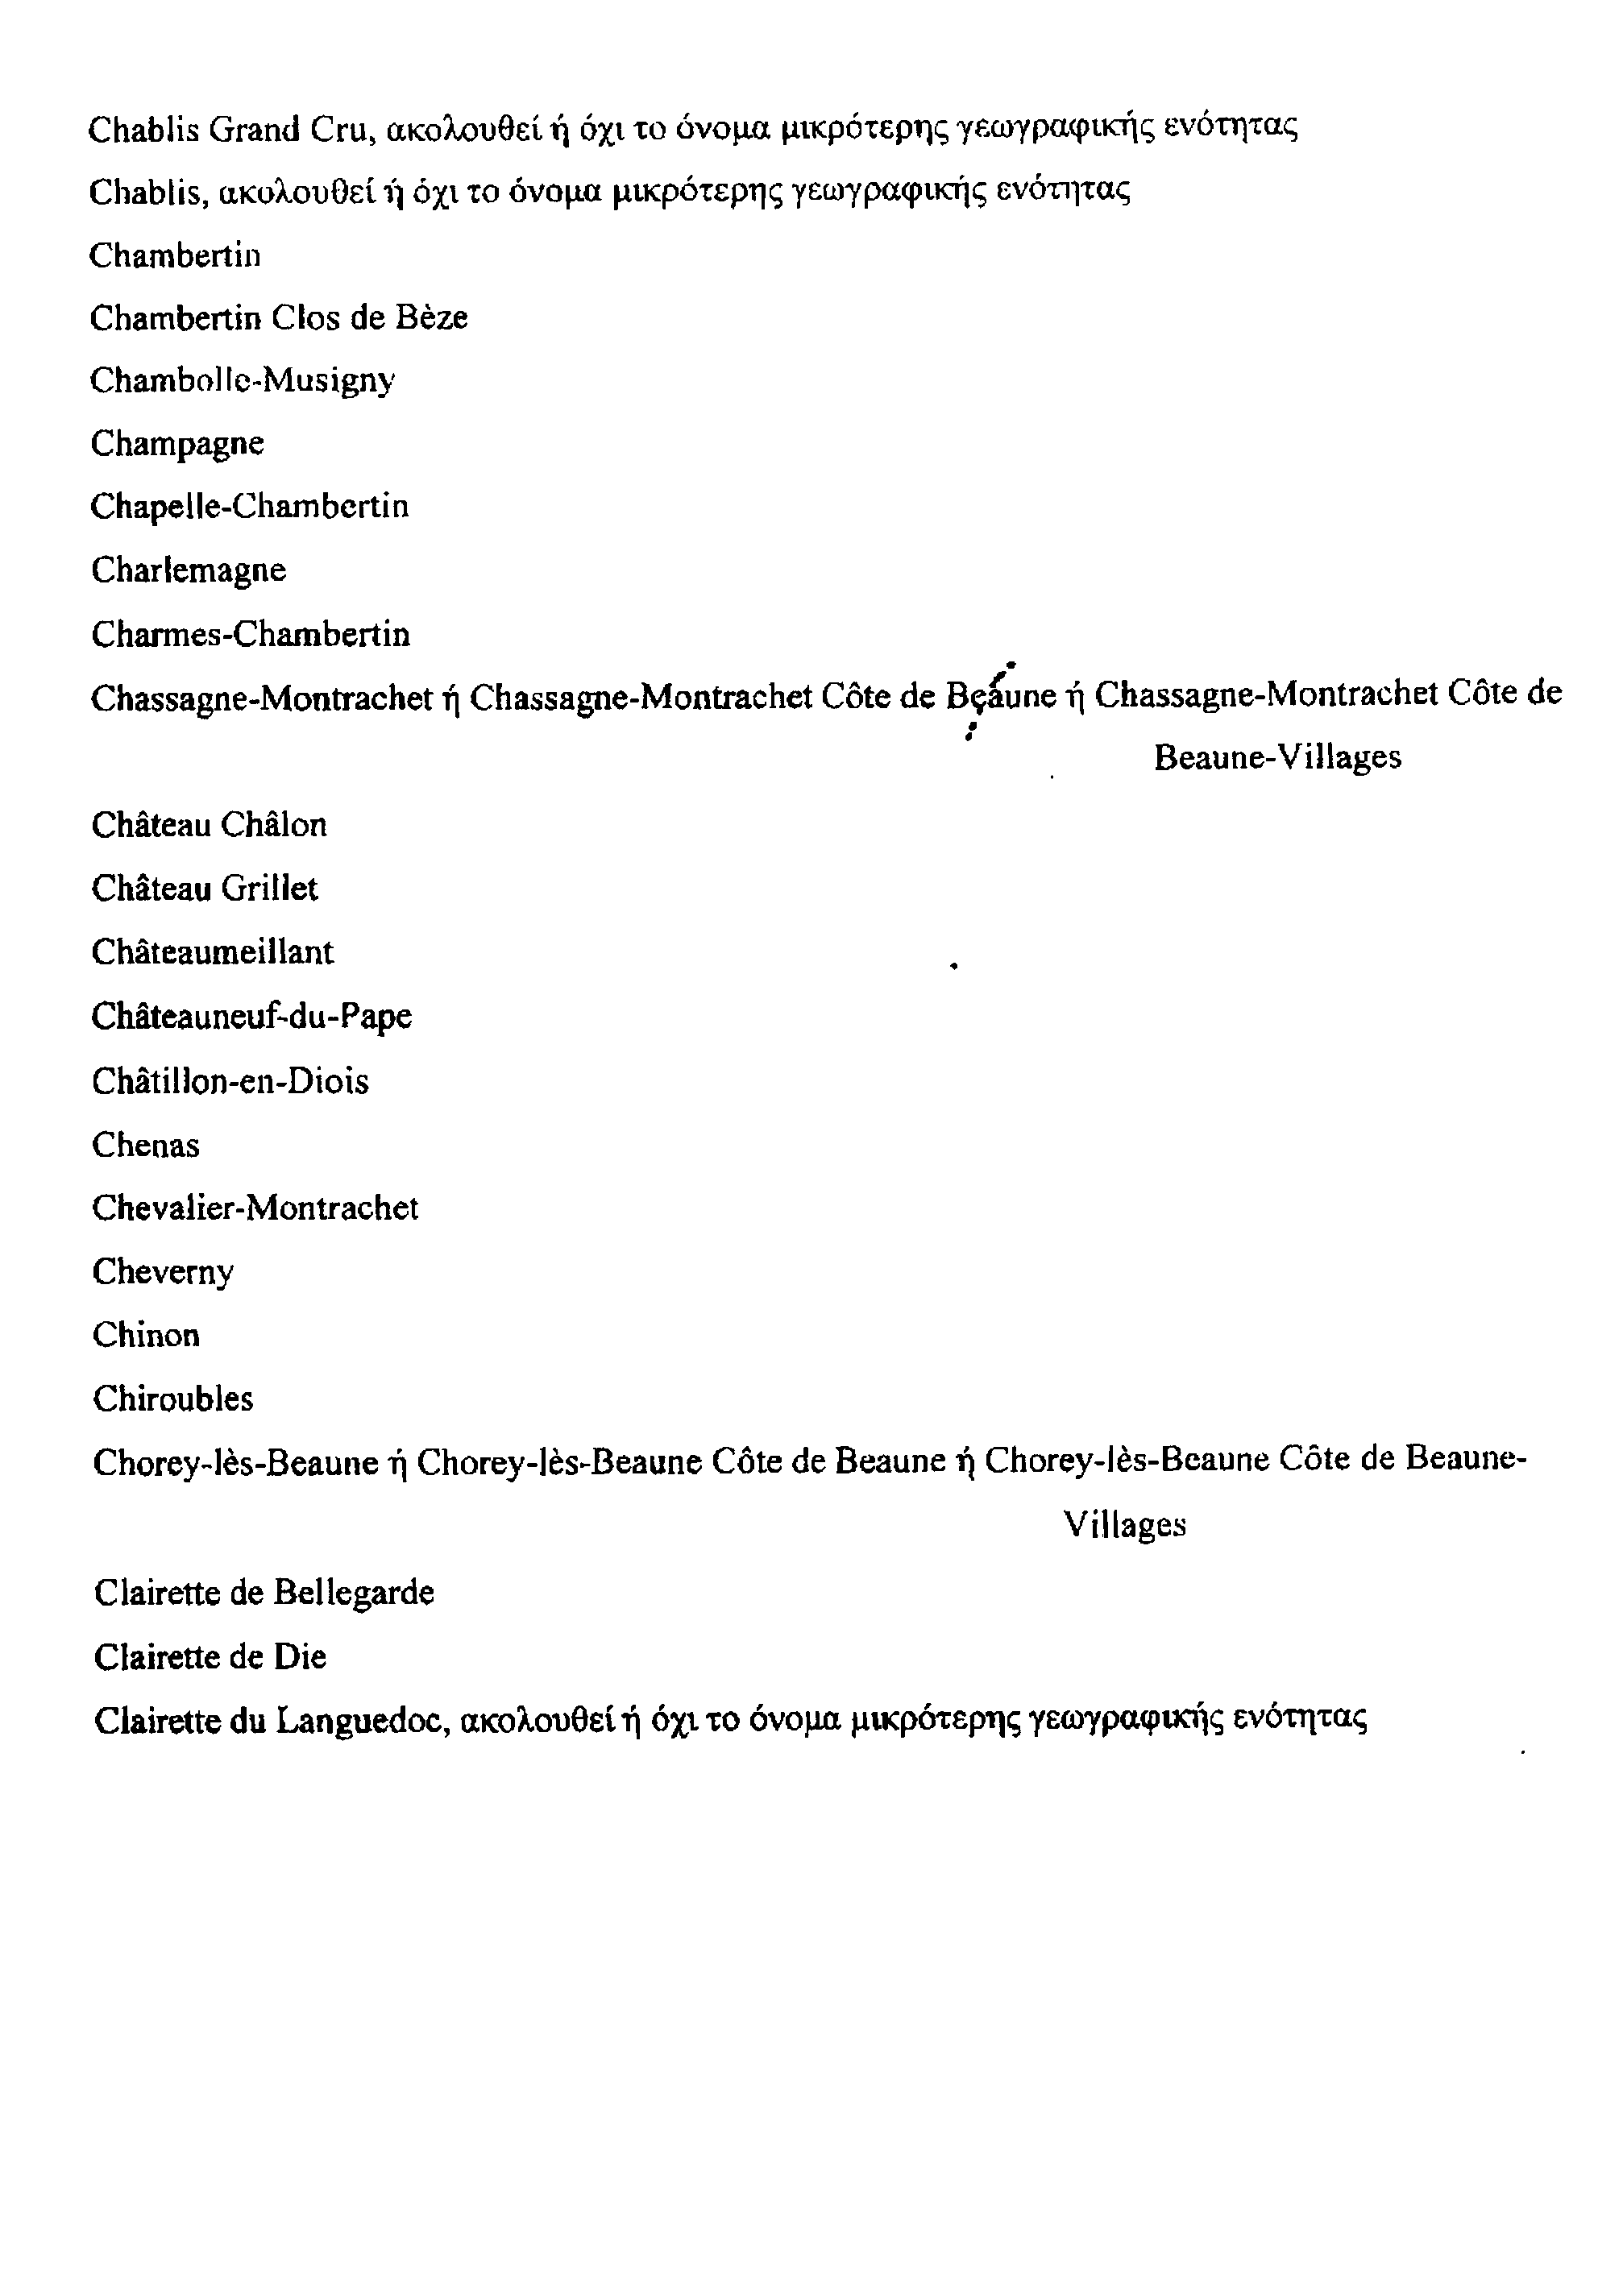 Chablis Grand Cru, ακολουθεί ή όχι το όνομα μικρότερης γεωγραφικής ενότητας
Chablis, ακολουθεί ή όχι το όνομα μικρότερης γεωγραφικής ενότητας
Chambertin
Chambertin Clos de Bèze
Chambolle-Musigny
Champagne
Chapelle-Chambertin
Charlemagne
Charmes-Chambertin
Chassagne-Montrachet ή Chassagne-Montrachet Côte de Beaune ή Chassagne-Montrachet Côte de
Beaune-Villages
Château Châlon
Château Grillet
Châteaumeillant
Châteauneuf-du-Pape
Châtillon-en-Diois
Chenas
Chevalier-Montrachet
Cheverny
Chinon
Chiroubles
Chorey-lès-Beaune ή Chorey-lès-Beaune Côte de Beaune ή Chorey-lès-Beaune Côte de Beaune-
Villages
Clairette de Bellegarde
Clairette de Die
Clairette du Languedoc, ακολουθεί ή όχι το όνομα μικρότερης γεωγραφικής ενότητας